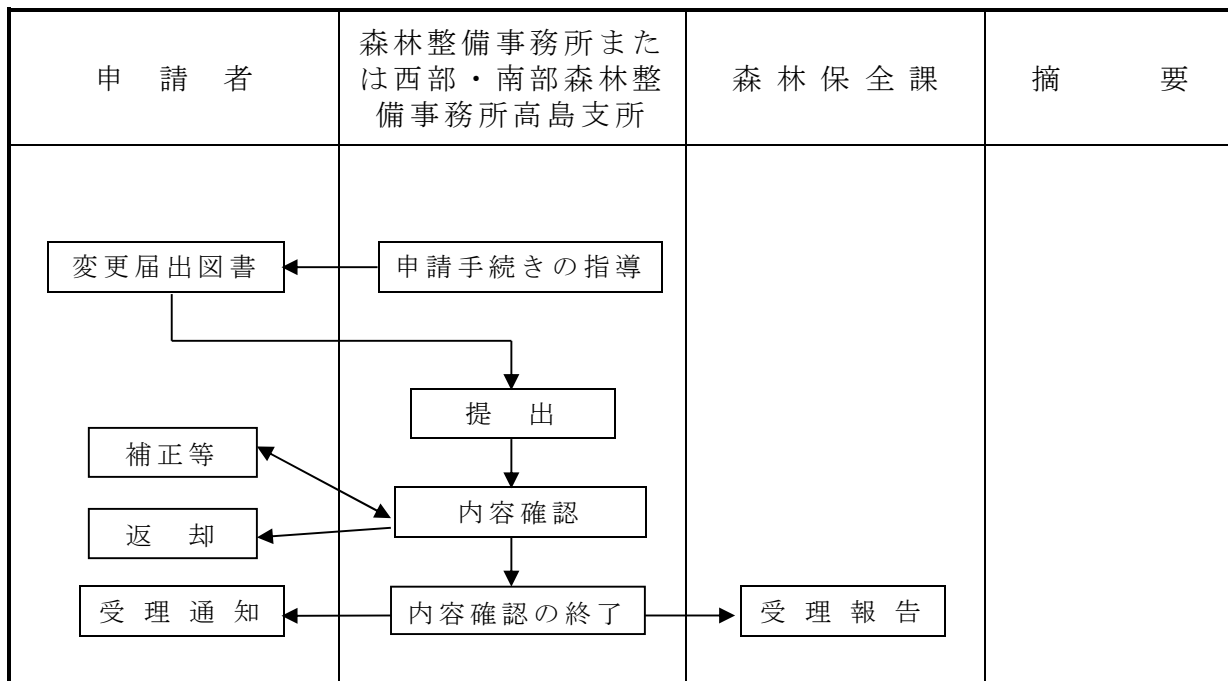 申請者
森林整備事務所また
は西部・南部森林整
備事務所高島支所
森林保全課
摘要
変更届出図書
申請手続きの指導
提出
補正等
内容確認
返却
受理通知
内容確認の終了
受理報告